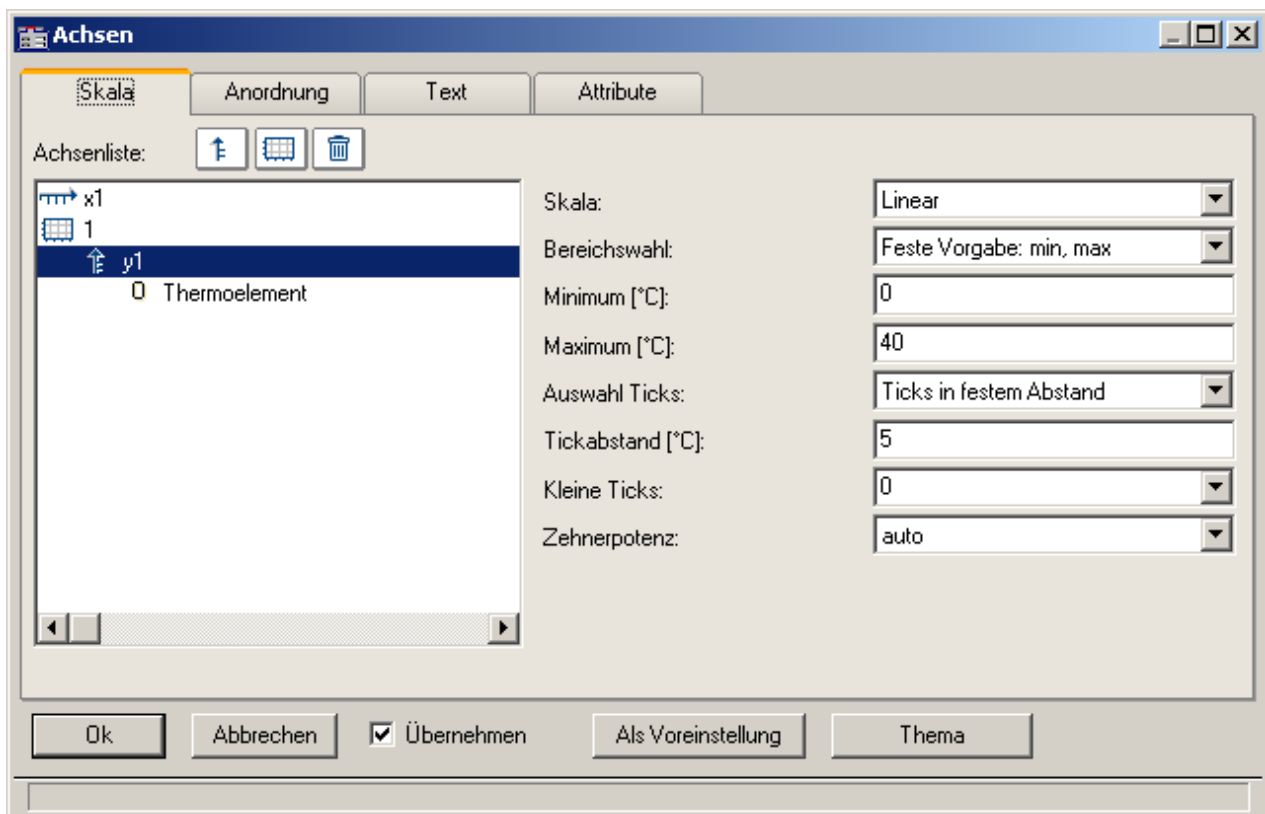 Achsen
Skala Anordnung Text Attribute
Achsenliste:
x1
1
y1
Thermoelement
Skala: Linear
Bereichswahl: Feste Vorgabe: min, max
Minimum [°C]: 0
Maximum [°C]: 40
Auswahl Ticks: Ticks in festem Abstand
Tickabstand [°C]: 5
Kleine Ticks: 0
Zehnerpotenz: auto
Ok Abbrechen Übernehmen Als Voreinstellung Thema